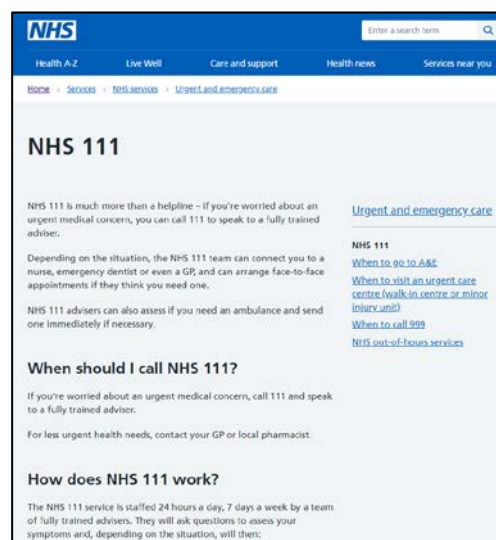 NHS
Enter a search term
Health A-Z Live Well Care and support Health news Services near you
Home › Services › NHS services › Urgent and emergency care
NHS 111
NHS 111 is much more than a helpline – if you're worried about an
urgent medical concern, you can call 111 to speak to a fully trained
adviser.
Depending on the situation, the NHS 111 team can connect you to a
nurse, emergency dentist or even a GP, and can arrange face-to-face
appointments if they think you need one.
NHS 111 advisers can also assess if you need an ambulance and send
one immediately if necessary.
When should I call NHS 111?
If you're worried about an urgent medical concern, call 111 and speak
to a fully trained adviser.
For less urgent health needs, contact your GP or local pharmacist.
How does NHS 111 work?
The NHS 111 service is staffed 24 hours a day, 7 days a week by a team
of fully trained advisers. They will ask questions to assess your
symptoms and, depending on the situation, will then:
Urgent and emergency care
NHS 111
When to go to A&E
When to visit an urgent care
centre (walk-in centre or minor
injury unit)
When to call 999
NHS out-of-hours services